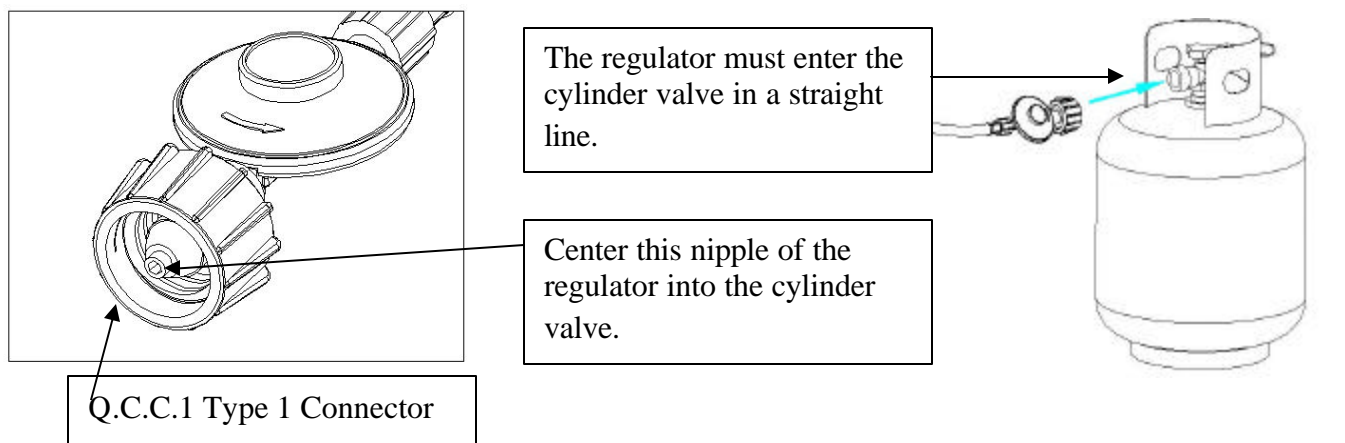 The regulator must enter the
cylinder valve in a straight
line.
Center this nipple of the
regulator into the cylinder
valve.
Q.C.C.1 Type 1 Connector